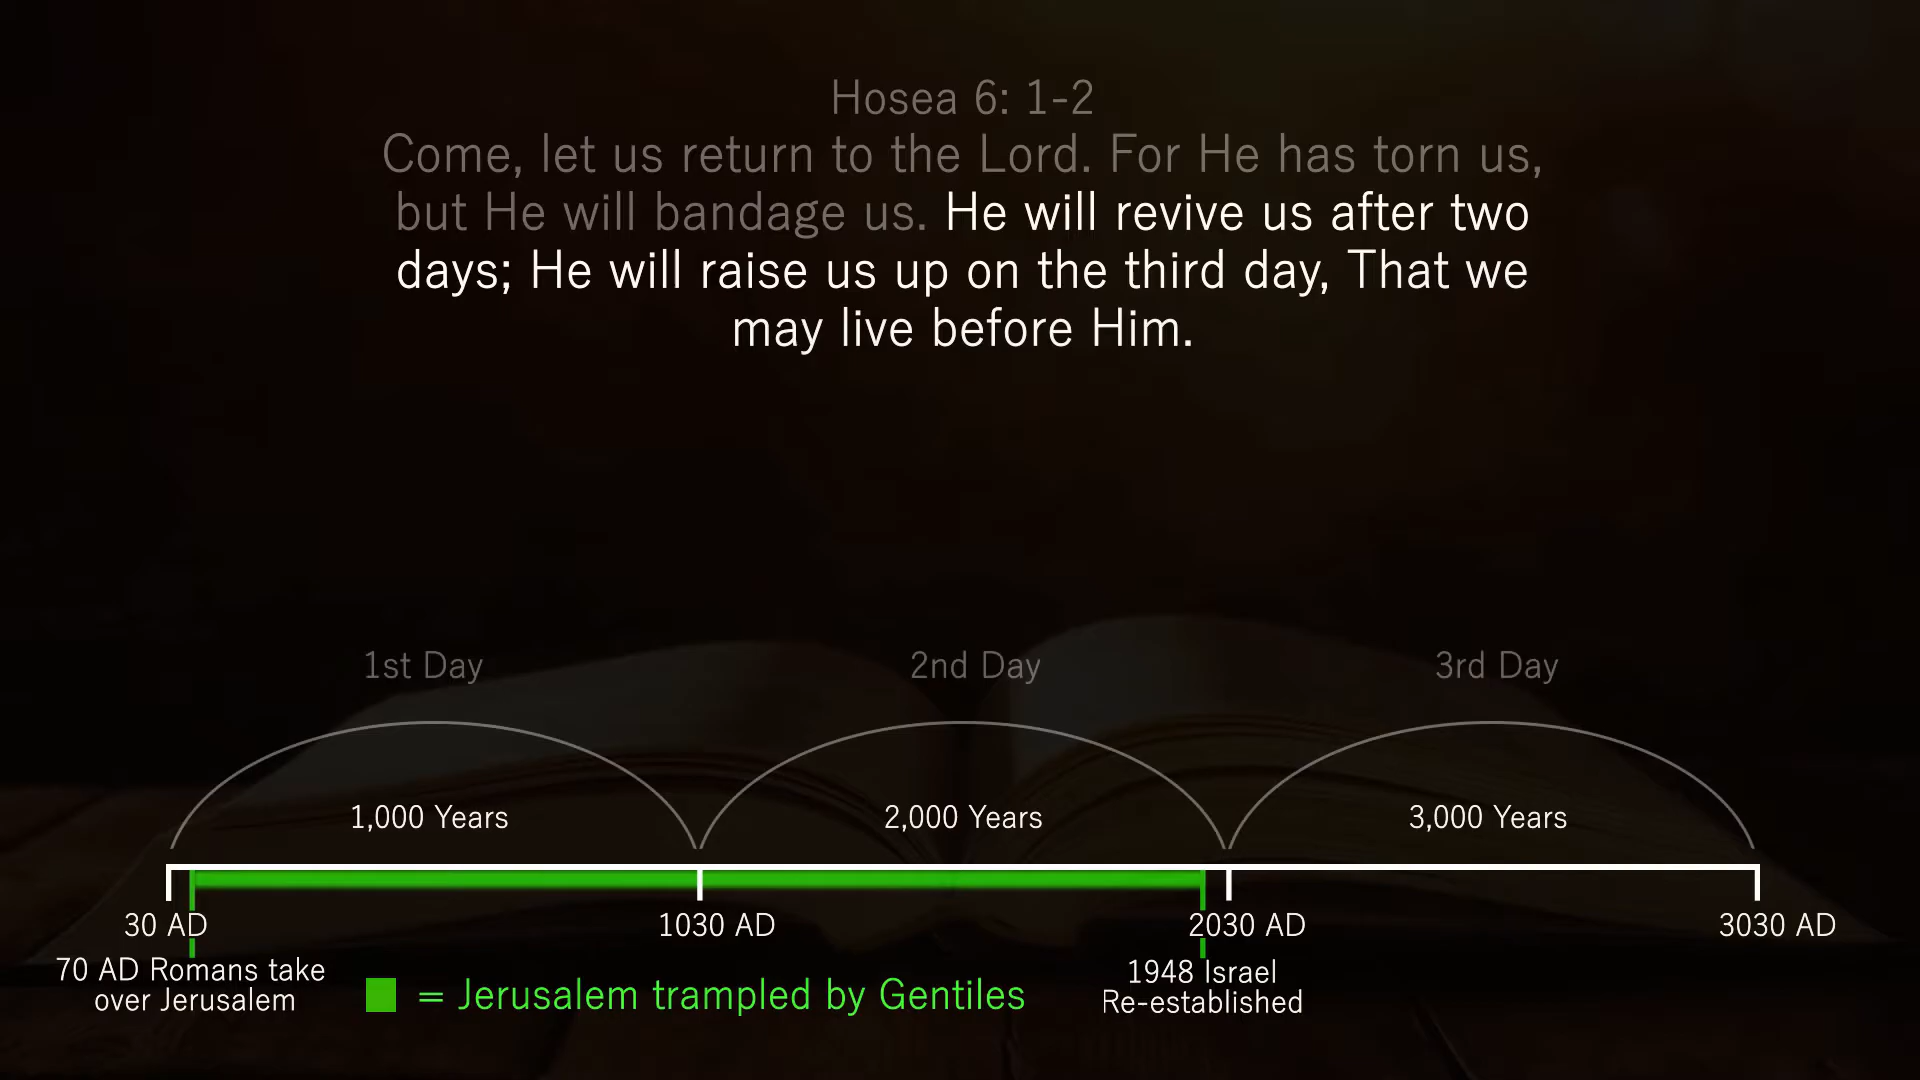 Hosea 6: 1-2
Come, let us return to the Lord. For He has torn us,
but He will bandage us. He will revive us after two
days; He will raise us up on the third day, That we
may live before Him.
1st Day
2nd Day
3rd Day
1,000 Years
2,000 Years
3,000 Years
30 AD
1030 AD
2030 AD
3030 AD
70 AD Romans take
over Jerusalem
= Jerusalem trampled by Gentiles
1948 Israel
Re-established